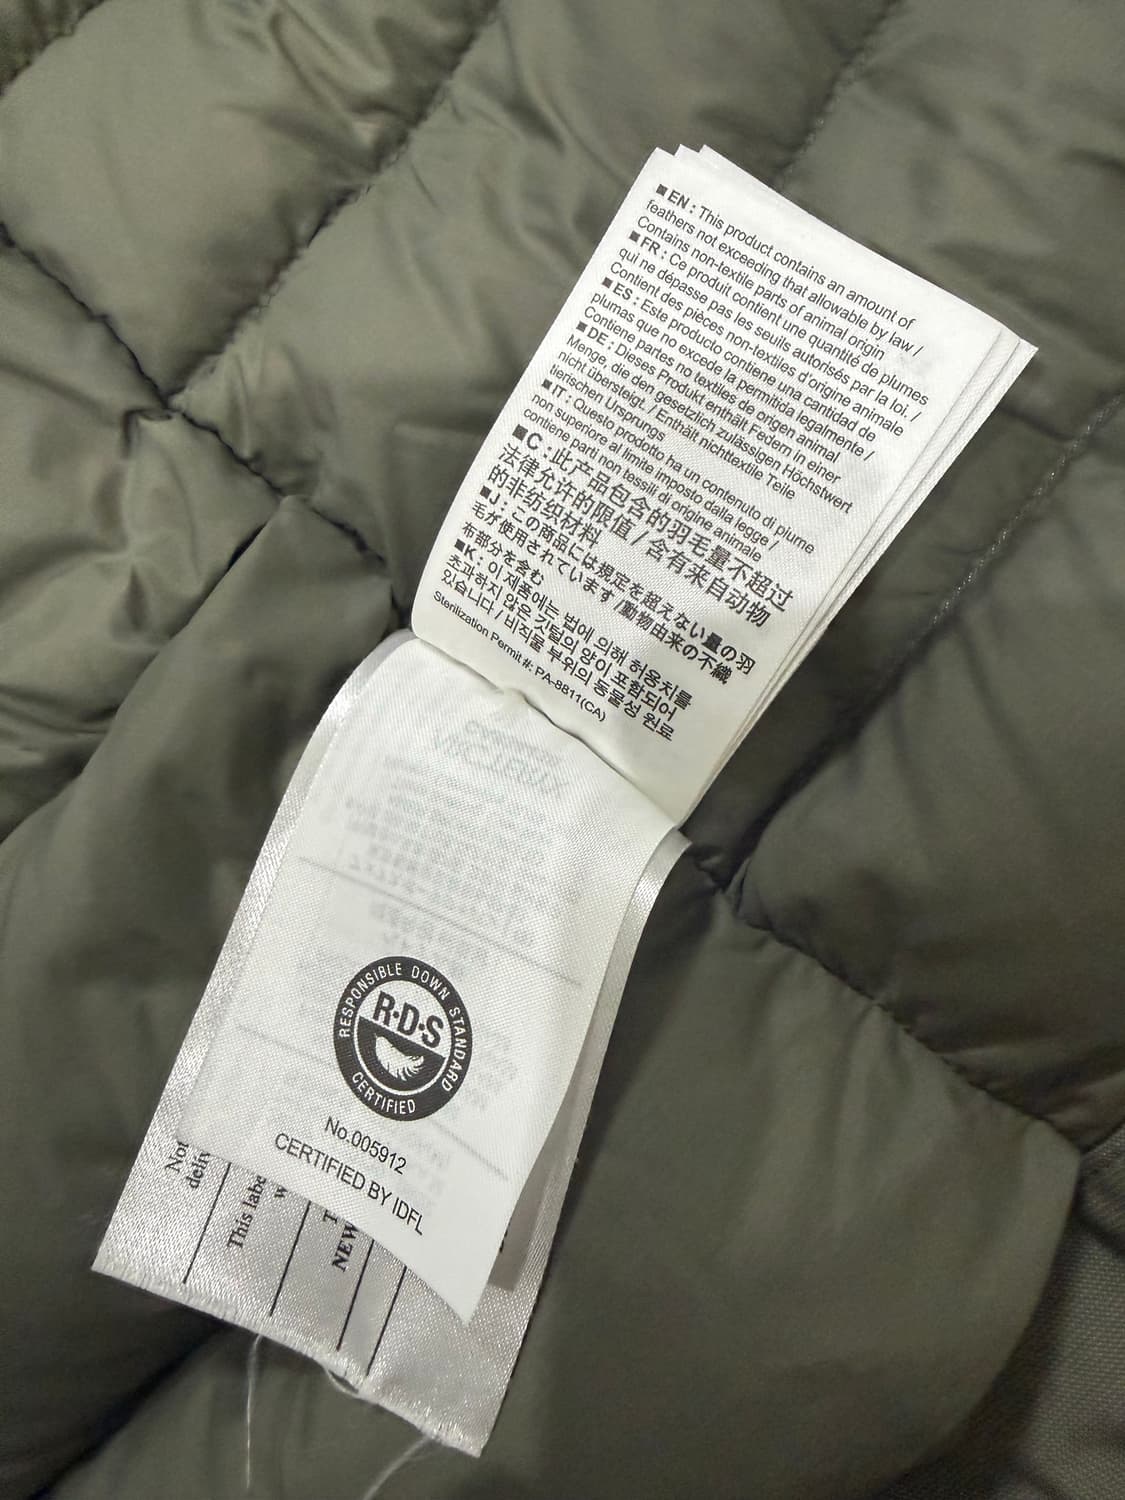 ■ EN : This product contains an amount of
feathers not exceeding that allowable by law /
Contains non-textile parts of animal origin
■ FR : Ce produit contient une quantité de plumes
qui ne dépasse pas les seuils autorisés par la loi. /
Contient des pièces non-textiles d'origine animale
■ ES : Este producto contiene una cantidad de
plumas que no excede la permitida legalmente /
Contiene partes no textiles de origen animal
■ DE : Dieses Produkt enthält Federn in einer
Menge, die den gesetzlich zulässigen Höchstwert
nicht übersteigt. / Enthält nichttextile Teile
tierischen Ursprungs
■ IT : Questo prodotto ha un contenuto di piume
non superiore al limite imposto dalla legge /
contiene parti non tessili di origine animale.
■ C : 此产品包含的羽毛量不超过
法律允许的限值 / 含有来自动物
的非纺织材料
■ J : この商品には規定を超えない量の羽
毛が使用されています /動物由来の不織
布部分を含む
■ K : 이 제품에는 법에 의해 허용치를
초과하지 않은 깃털의 양이 포함되어
있습니다 / 비직물 부위의 동물성 원료
Sterilization Permit #: PA-8811(CA)
RESPONSIBLE DOWN STANDARD
R·D·S
CERTIFIED
No.005912
CERTIFIED BY IDFL
Not
deliv
This labe
NEW